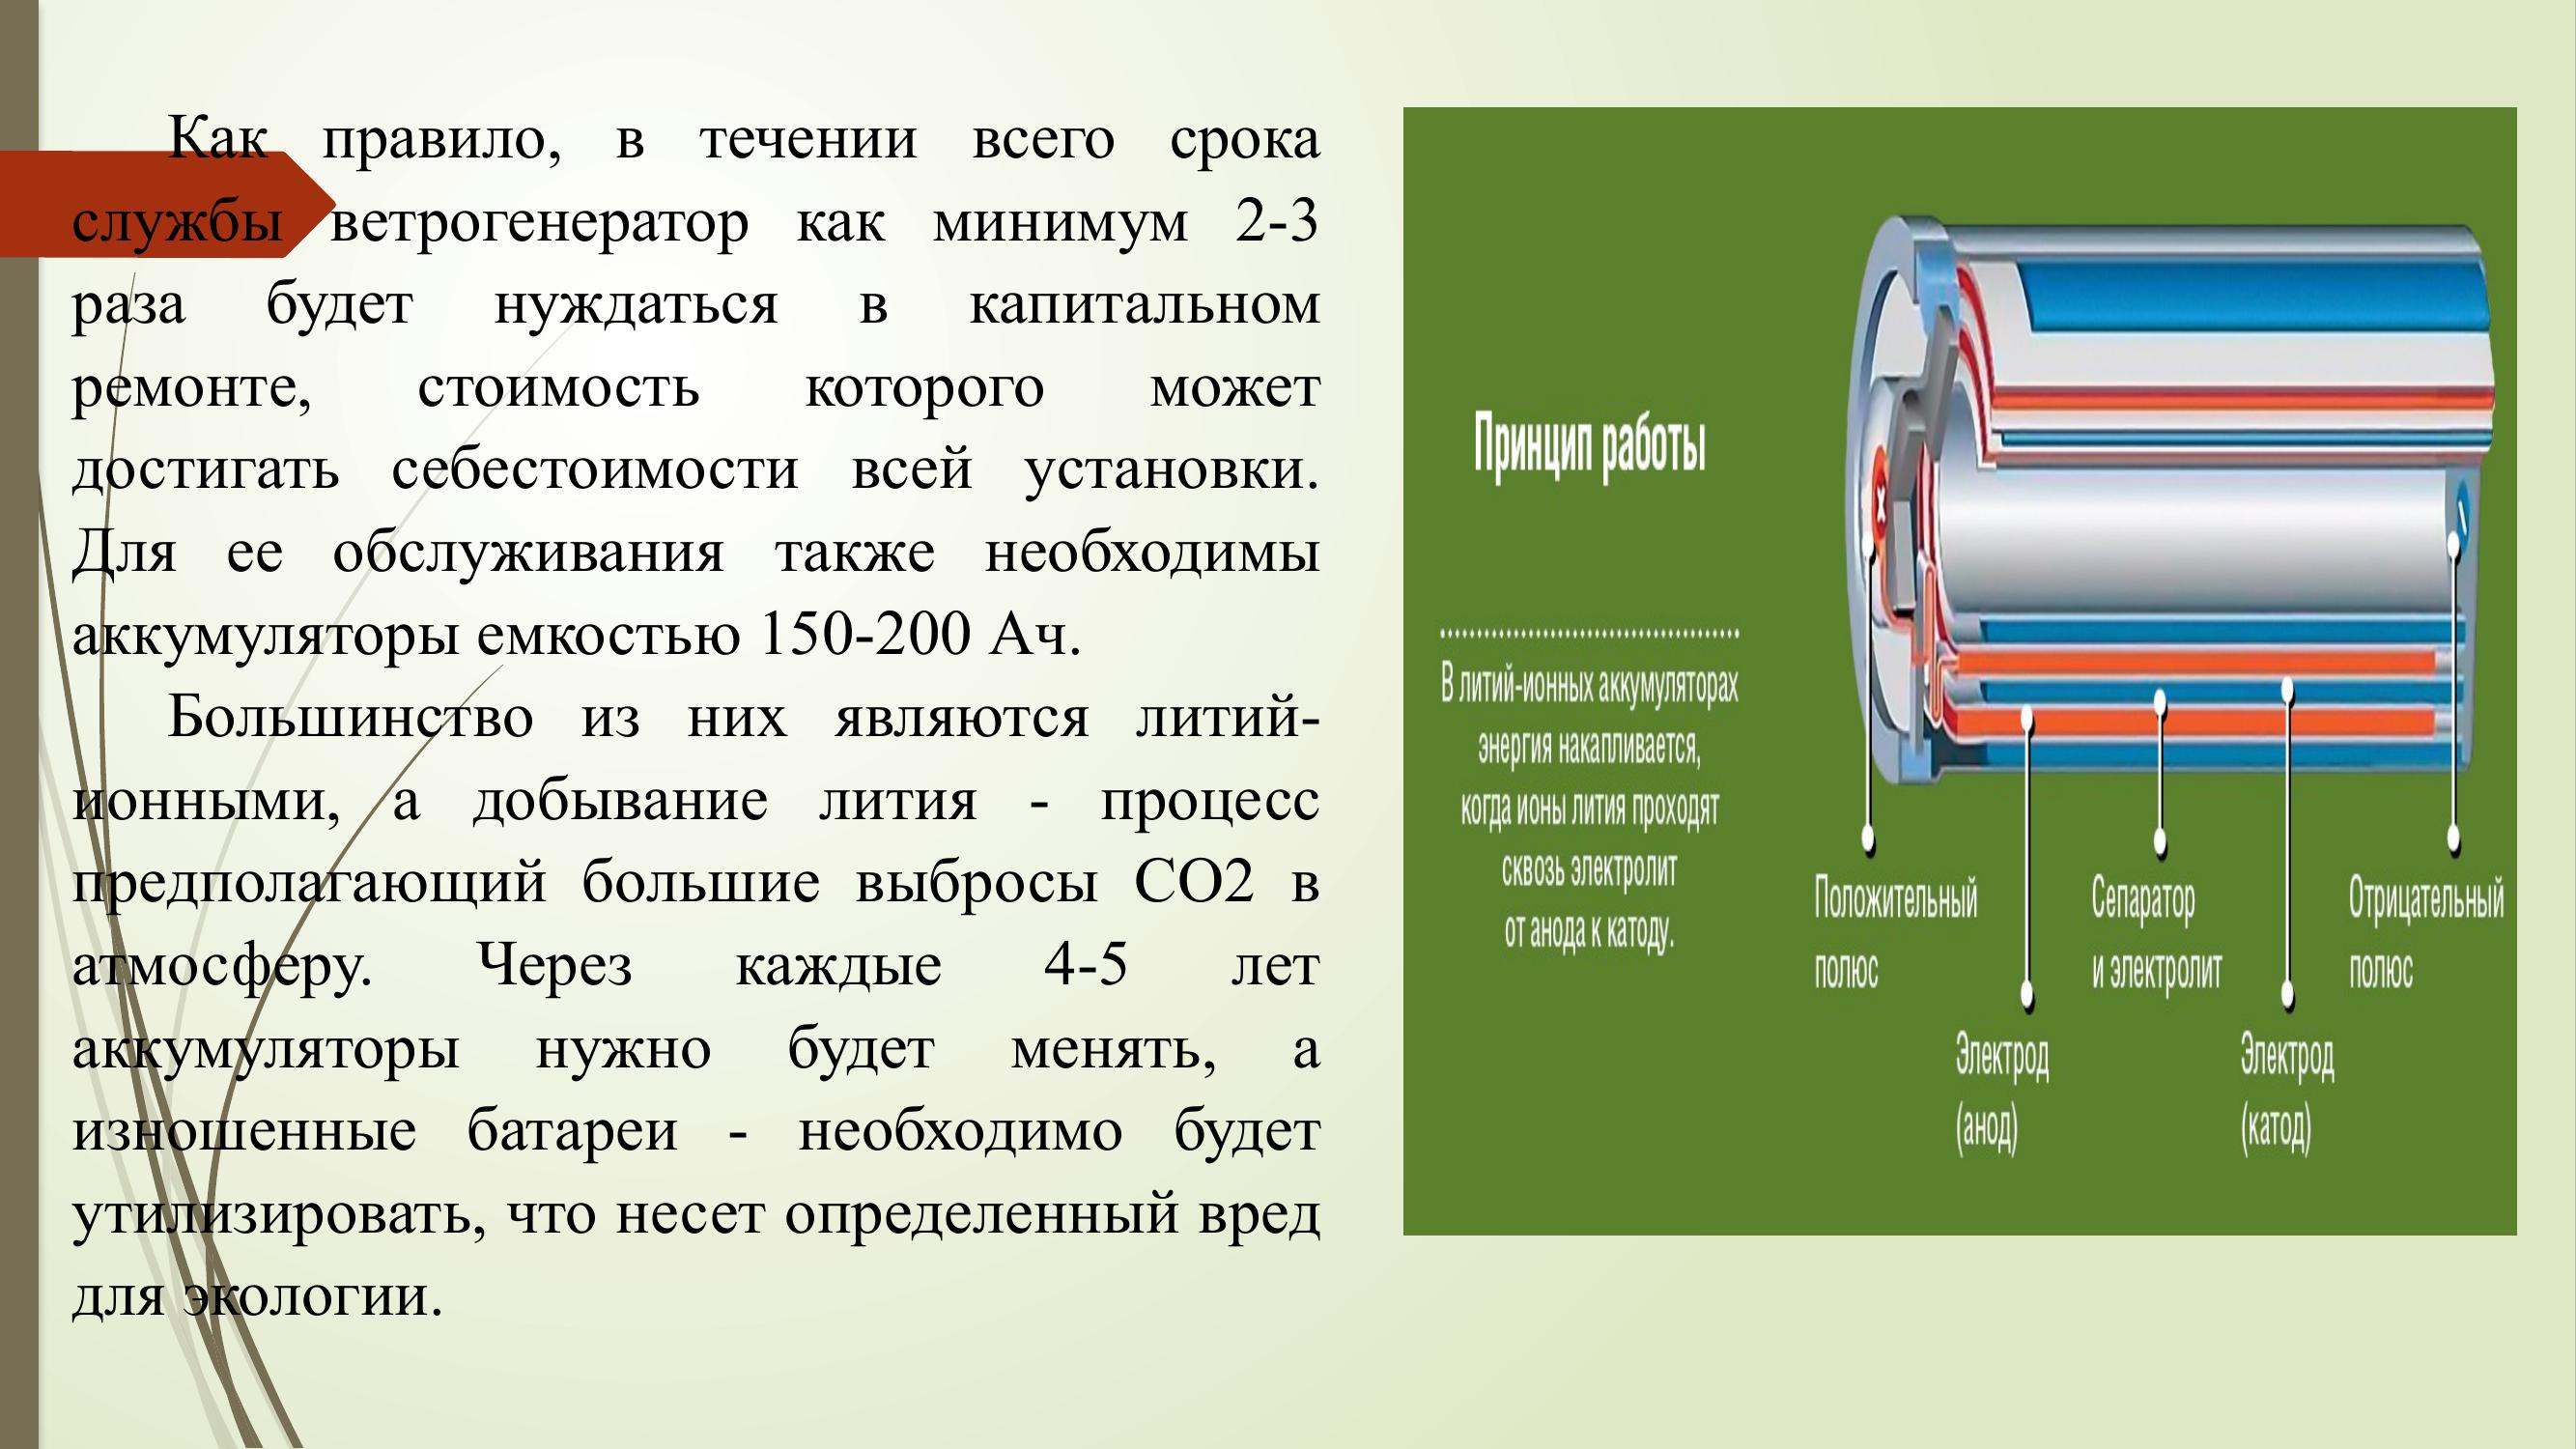 Как правило, в течении всего срока
службы ветрогенератор как минимум 2-3
раза будет нуждаться в капитальном
ремонте, стоимость которого может
достигать себестоимости всей установки.
Для ее обслуживания также необходимы
аккумуляторы емкостью 150-200 Ач.
Большинство из них являются литий-
ионными, а добывание лития - процесс
предполагающий большие выбросы СО2 в
атмосферу. Через каждые 4-5 лет
аккумуляторы нужно будет менять, а
изношенные батареи - необходимо будет
утилизировать, что несет определенный вред
для экологии.
Принцип работы
В литий-ионных аккумуляторах
энергия накапливается,
когда ионы лития проходят
сквозь электролит
от анода к катоду.
Положительный
полюс
Электрод
(анод)
Сепаратор
и электролит
Электрод
(катод)
Отрицательный
полюс